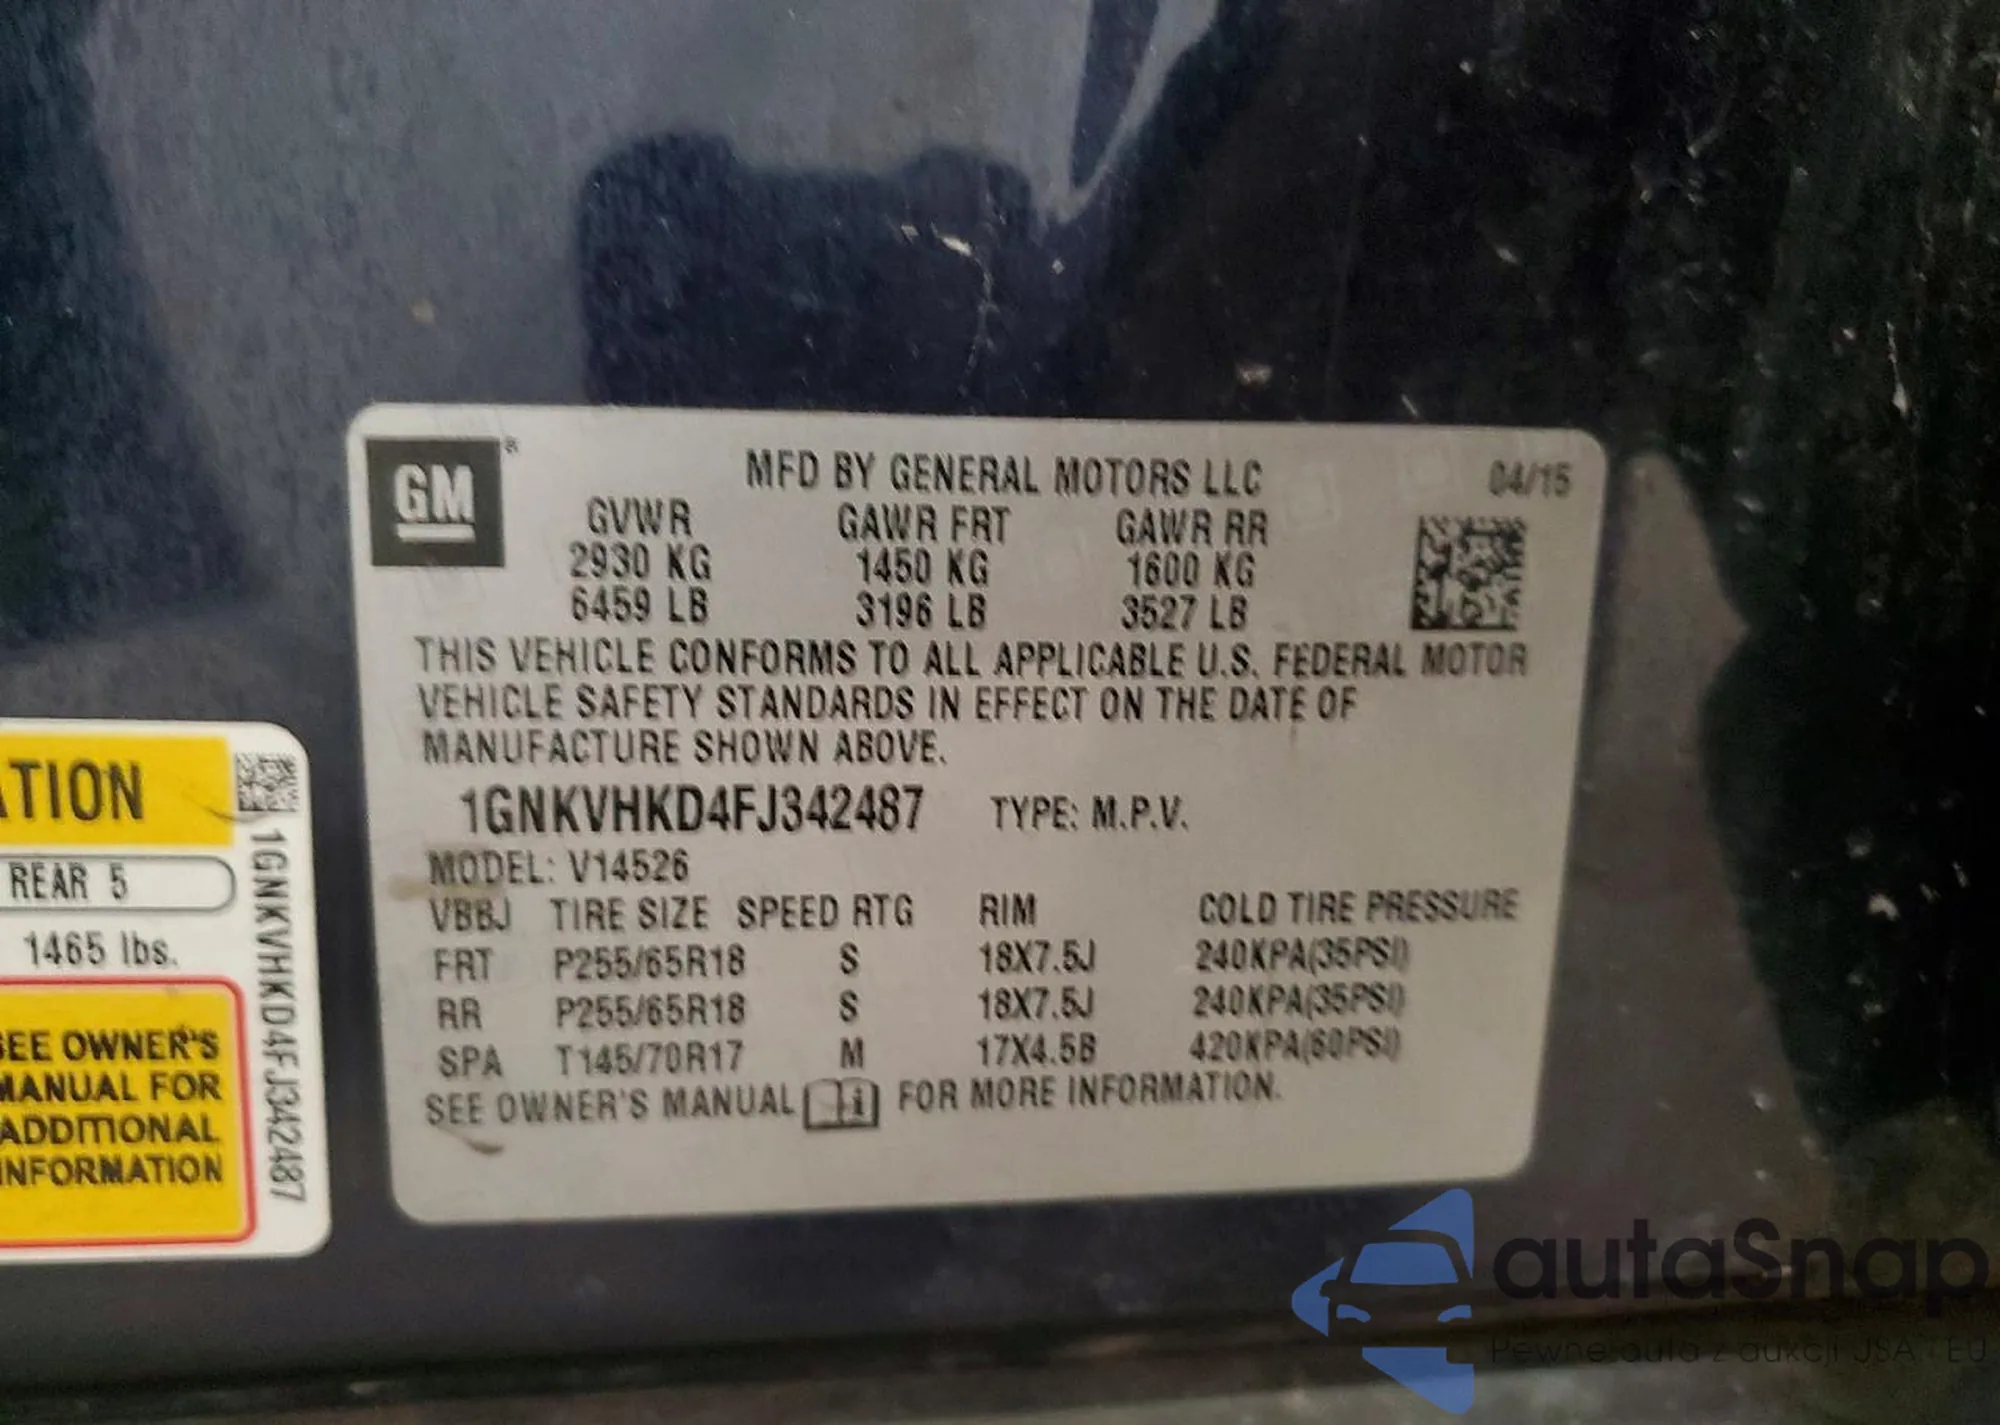 GM®
MFD BY GENERAL MOTORS LLC 04/15
GVWR GAWR FRT GAWR RR
2930 KG 1450 KG 1600 KG
6459 LB 3196 LB 3527 LB
THIS VEHICLE CONFORMS TO ALL APPLICABLE U.S. FEDERAL MOTOR
VEHICLE SAFETY STANDARDS IN EFFECT ON THE DATE OF
MANUFACTURE SHOWN ABOVE.
1GNKVHKD4FJ342487 TYPE: M.P.V.
MODEL: V14526
VBBJ TIRE SIZE SPEED RTG RIM COLD TIRE PRESSURE
FRT P255/65R18 S 18X7.5J 240KPA(35PSI)
RR P255/65R18 S 18X7.5J 240KPA(35PSI)
SPA T145/70R17 M 17X4.5B 420KPA(60PSI)
SEE OWNER'S MANUAL i FOR MORE INFORMATION.
ATION
REAR 5
1465 lbs.
SEE OWNER'S
MANUAL FOR
ADDITIONAL
INFORMATION
1GNKVHKD4FJ342487
autaSnap
Pewne auta z aukcji USA i EU